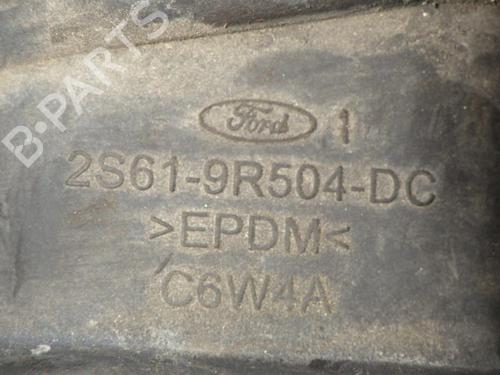 B-PARTS
Ford 1
2S61-9R504-DC
>EPDM<
C6W4A